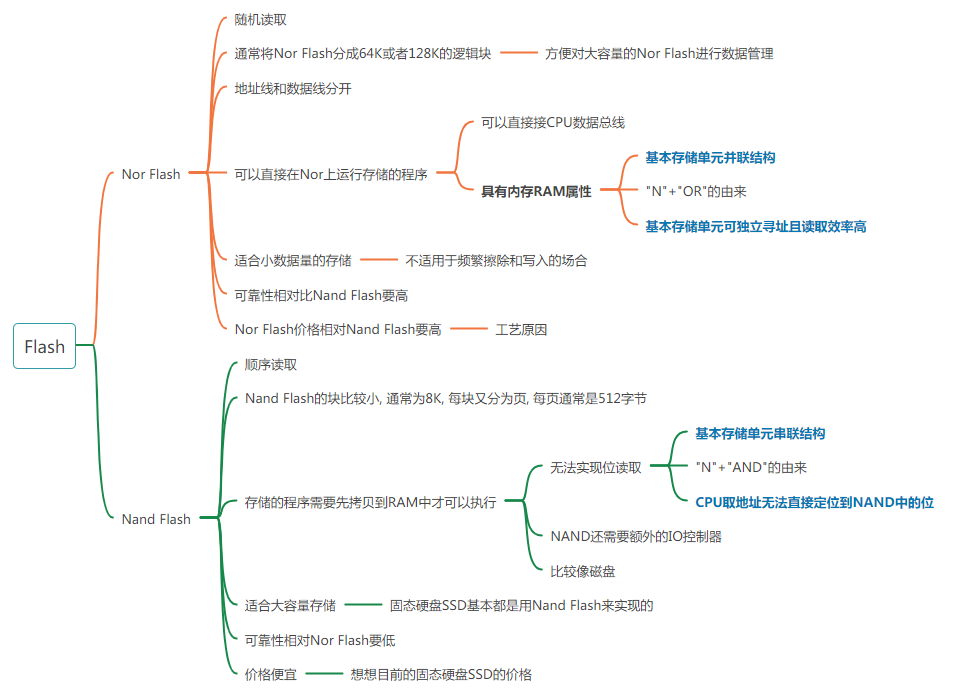 Flash
Nor Flash
随机读取
通常将Nor Flash分成64K或者128K的逻辑块
方便对大容量的Nor Flash进行数据管理
地址线和数据线分开
可以直接在Nor上运行存储的程序
可以直接接CPU数据总线
具有内存RAM属性
基本存储单元并联结构
"N"+"OR"的由来
基本存储单元可独立寻址且读取效率高
适合小数据量的存储
不适用于频繁擦除和写入的场合
可靠性相对比Nand Flash要高
Nor Flash价格相对Nand Flash要高
工艺原因
Nand Flash
顺序读取
Nand Flash的块比较小, 通常为8K, 每块又分为页, 每页通常是512字节
存储的程序需要先拷贝到RAM中才可以执行
无法实现位读取
基本存储单元串联结构
"N"+"AND"的由来
CPU取地址无法直接定位到NAND中的位
NAND还需要额外的IO控制器
比较像磁盘
适合大容量存储
固态硬盘SSD基本都是用Nand Flash来实现的
可靠性相对Nor Flash要低
价格便宜
想想目前的固态硬盘SSD的价格